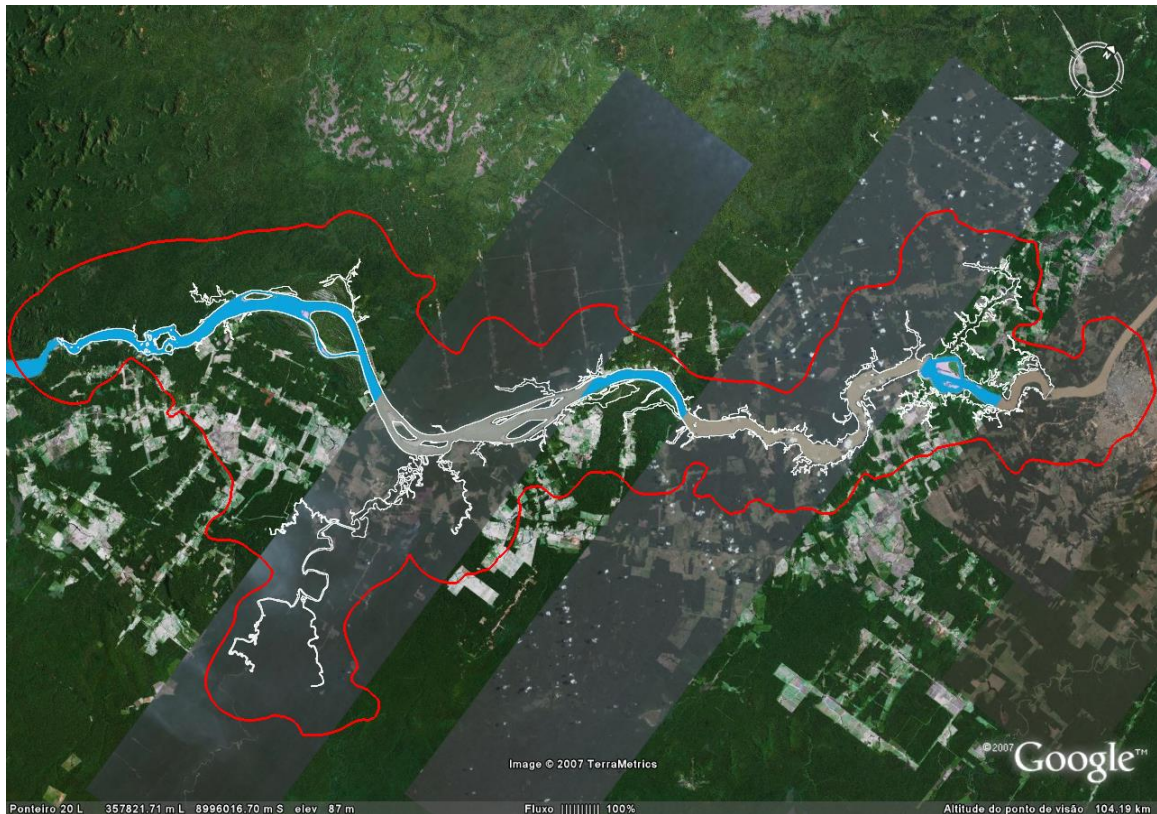 N
Image © 2007 TerraMetrics
©2007 Google™
Ponteiro 20 L 357821.71 m L 8996016.70 m S elev 87 m Fluxo |||||||||| 100% Altitude do ponto de visão 104.19 km